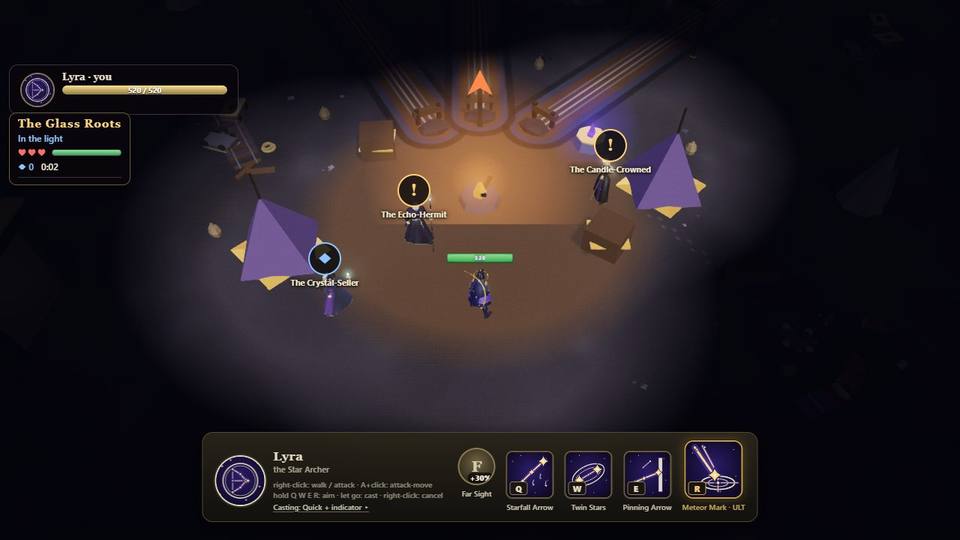 Lyra · you
520 / 520
The Glass Roots
In the light
0 0:02
!
The Candle-Crowned
!
The Echo-Hermit
The Crystal-Seller
520
Lyra
the Star Archer
right-click: walk / attack · A+click: attack-move
hold Q W E R: aim · let go: cast · right-click: cancel
Casting: Quick + indicator
F
+30%
Far Sight
Q
Starfall Arrow
W
Twin Stars
E
Pinning Arrow
R
Meteor Mark · ULT